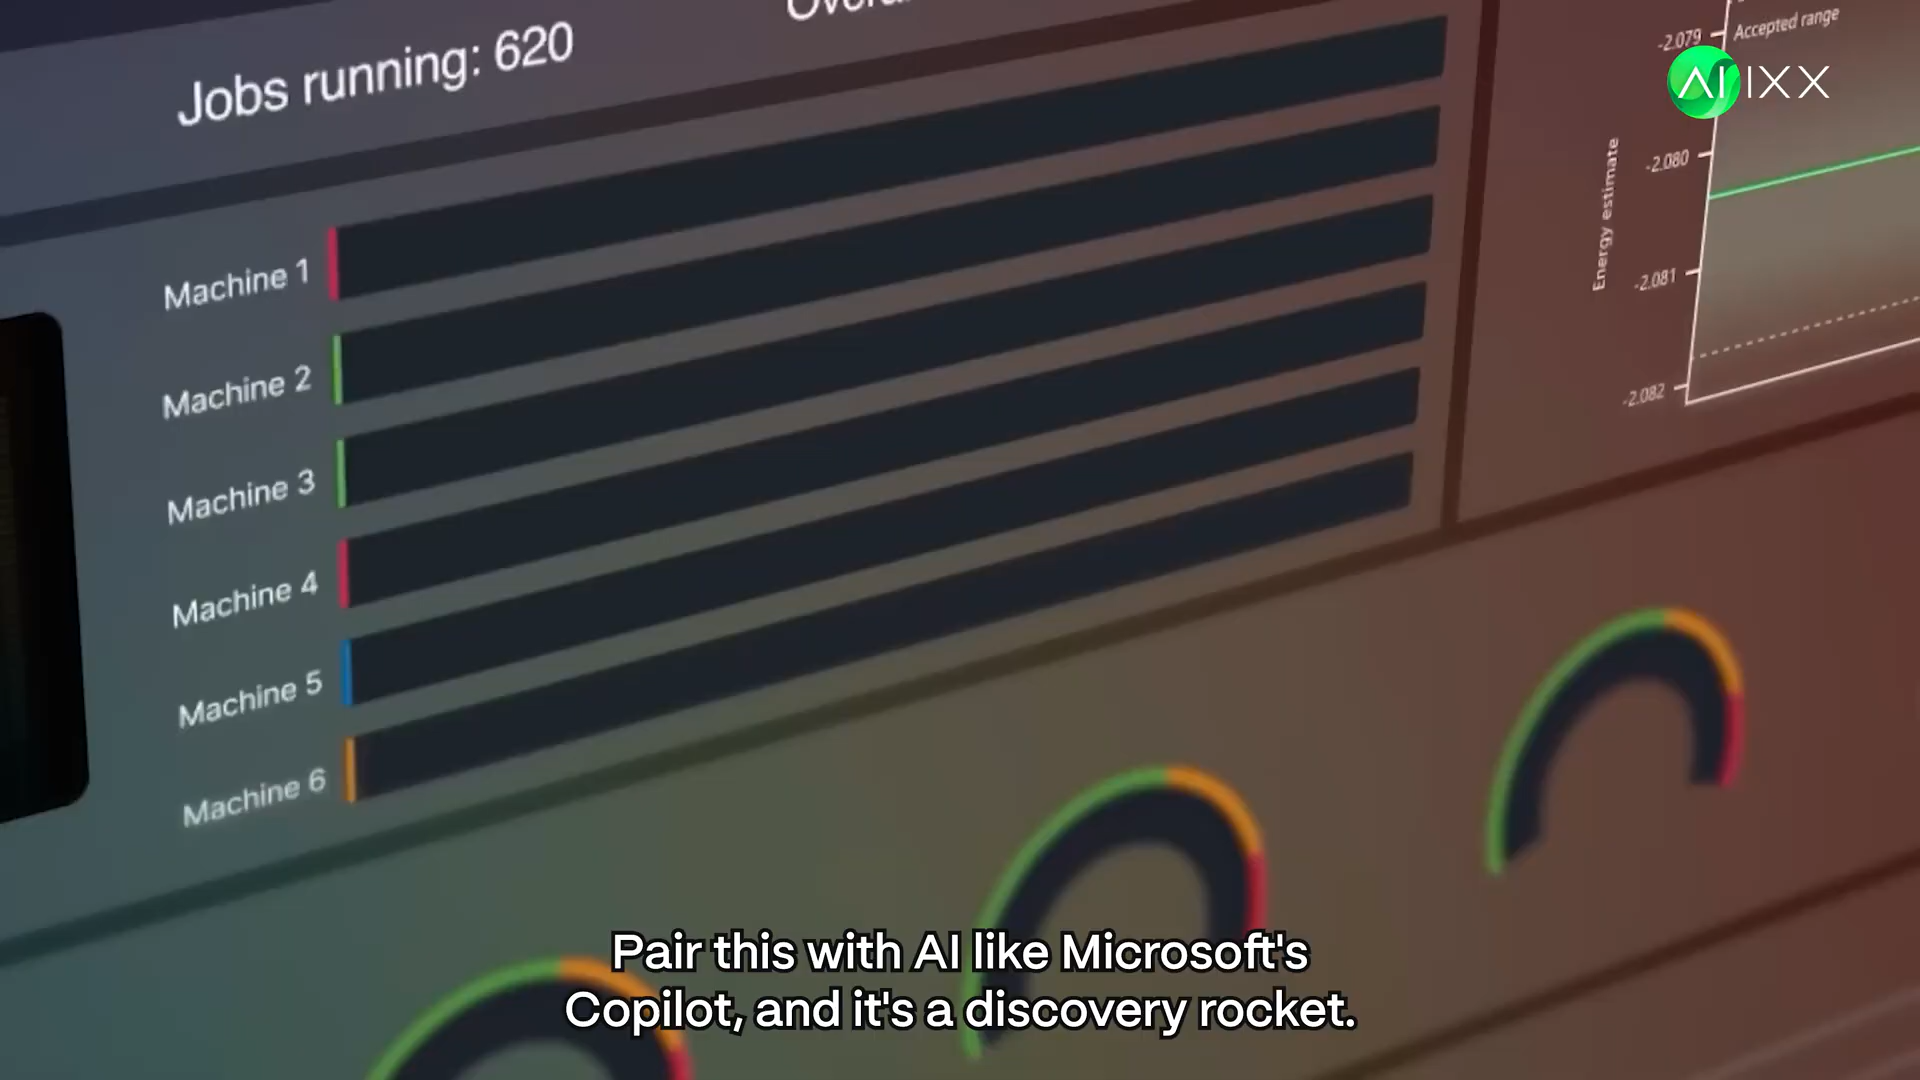 Jobs running: 620
Machine 1
Machine 2
Machine 3
Machine 4
Machine 5
Machine 6
Accepted range
-2.079
-2.080
-2.081
-2.082
Energy estimate
AI IXX
Pair this with AI like Microsoft's
Copilot, and it's a discovery rocket.